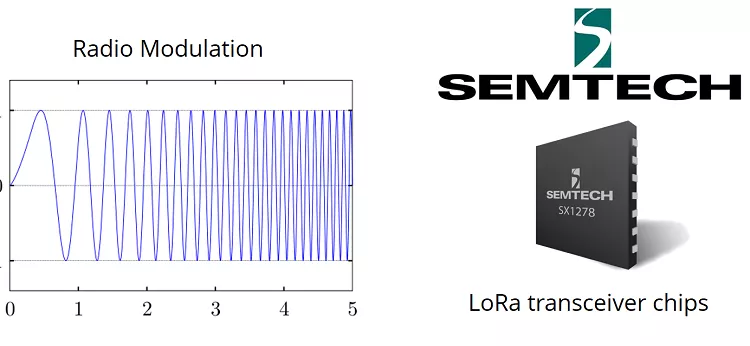 Radio Modulation
0
0 1 2 3 4 5
SEMTECH
SEMTECH
SX1278
LoRa transceiver chips